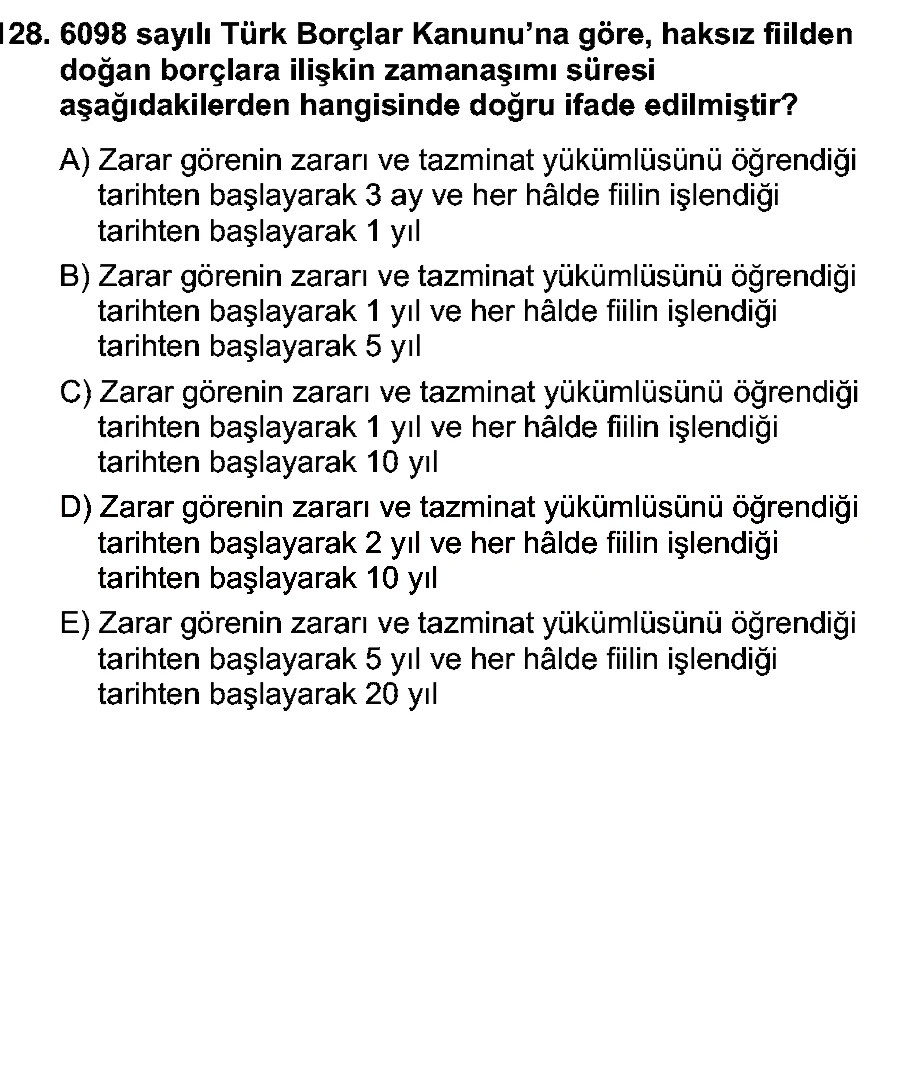 128. 6098 sayılı Türk Borçlar Kanunu’na göre, haksız fiilden
doğan borçlara ilişkin zamanaşımı süresi
aşağıdakilerden hangisinde doğru ifade edilmiştir?
A) Zarar görenin zararı ve tazminat yükümlüsünü öğrendiği
tarihten başlayarak 3 ay ve her hâlde fiilin işlendiği
tarihten başlayarak 1 yıl
B) Zarar görenin zararı ve tazminat yükümlüsünü öğrendiği
tarihten başlayarak 1 yıl ve her hâlde fiilin işlendiği
tarihten başlayarak 5 yıl
C) Zarar görenin zararı ve tazminat yükümlüsünü öğrendiği
tarihten başlayarak 1 yıl ve her hâlde fiilin işlendiği
tarihten başlayarak 10 yıl
D) Zarar görenin zararı ve tazminat yükümlüsünü öğrendiği
tarihten başlayarak 2 yıl ve her hâlde fiilin işlendiği
tarihten başlayarak 10 yıl
E) Zarar görenin zararı ve tazminat yükümlüsünü öğrendiği
tarihten başlayarak 5 yıl ve her hâlde fiilin işlendiği
tarihten başlayarak 20 yıl